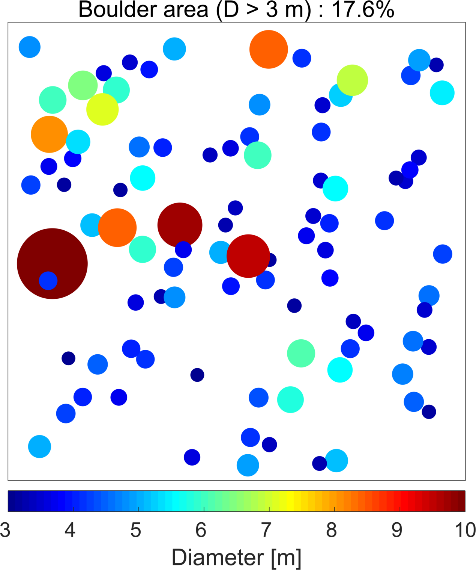 Boulder area (D > 3 m) : 17.6%
3 4 5 6 7 8 9 10
Diameter [m]